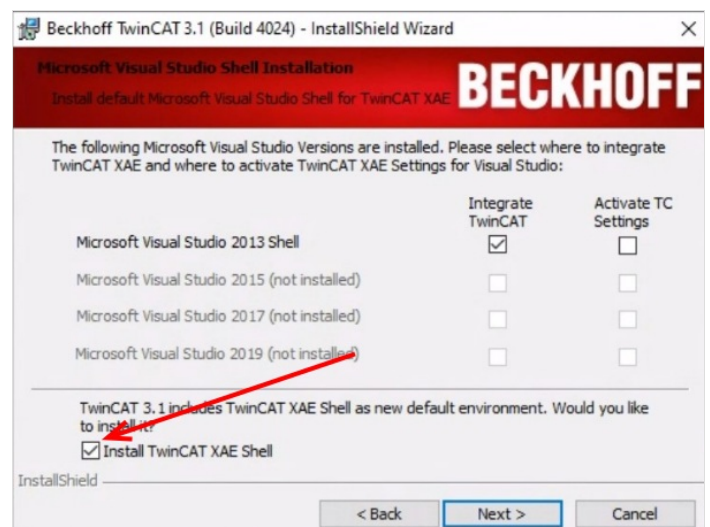 Beckhoff TwinCAT 3.1 (Build 4024) - InstallShield Wizard
Microsoft Visual Studio Shell Installation
Install default Microsoft Visual Studio Shell for TwinCAT XAE
BECKHOFF
The following Microsoft Visual Studio Versions are installed. Please select where to integrate
TwinCAT XAE and where to activate TwinCAT XAE Settings for Visual Studio:
Integrate
TwinCAT
Activate TC
Settings
Microsoft Visual Studio 2013 Shell
Microsoft Visual Studio 2015 (not installed)
Microsoft Visual Studio 2017 (not installed)
Microsoft Visual Studio 2019 (not installed)
TwinCAT 3.1 includes TwinCAT XAE Shell as new default environment. Would you like
to install it?
Install TwinCAT XAE Shell
InstallShield
< Back
Next >
Cancel